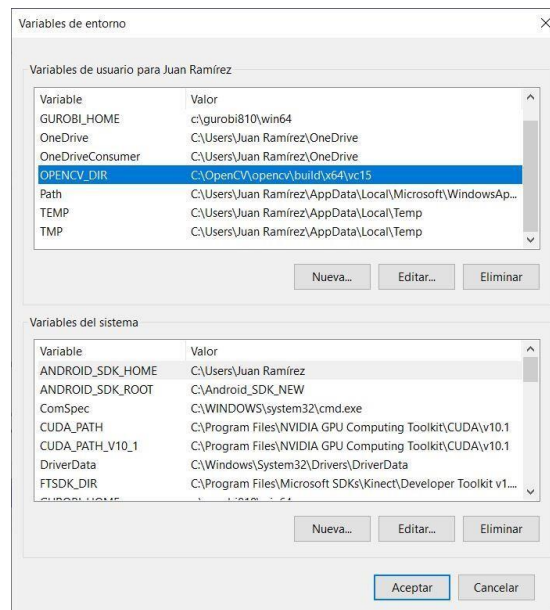 Variables de entorno
Variables de usuario para Juan Ramírez
Variable Valor
GUROBI_HOME c:\gurobi810\win64
OneDrive C:\Users\Juan Ramírez\OneDrive
OneDriveConsumer C:\Users\Juan Ramírez\OneDrive
OPENCV_DIR C:\OpenCV\opencv\build\x64\vc15
Path C:\Users\Juan Ramírez\AppData\Local\Microsoft\WindowsAp...
TEMP C:\Users\Juan Ramírez\AppData\Local\Temp
TMP C:\Users\Juan Ramírez\AppData\Local\Temp
Nueva... Editar... Eliminar
Variables del sistema
Variable Valor
ANDROID_SDK_HOME C:\Users\Juan Ramírez
ANDROID_SDK_ROOT C:\Android_SDK_NEW
ComSpec C:\WINDOWS\system32\cmd.exe
CUDA_PATH C:\Program Files\NVIDIA GPU Computing Toolkit\CUDA\v10.1
CUDA_PATH_V10_1 C:\Program Files\NVIDIA GPU Computing Toolkit\CUDA\v10.1
DriverData C:\Windows\System32\Drivers\DriverData
FTSDK_DIR C:\Program Files\Microsoft SDKs\Kinect\Developer Toolkit v1....
Nueva... Editar... Eliminar
Aceptar Cancelar